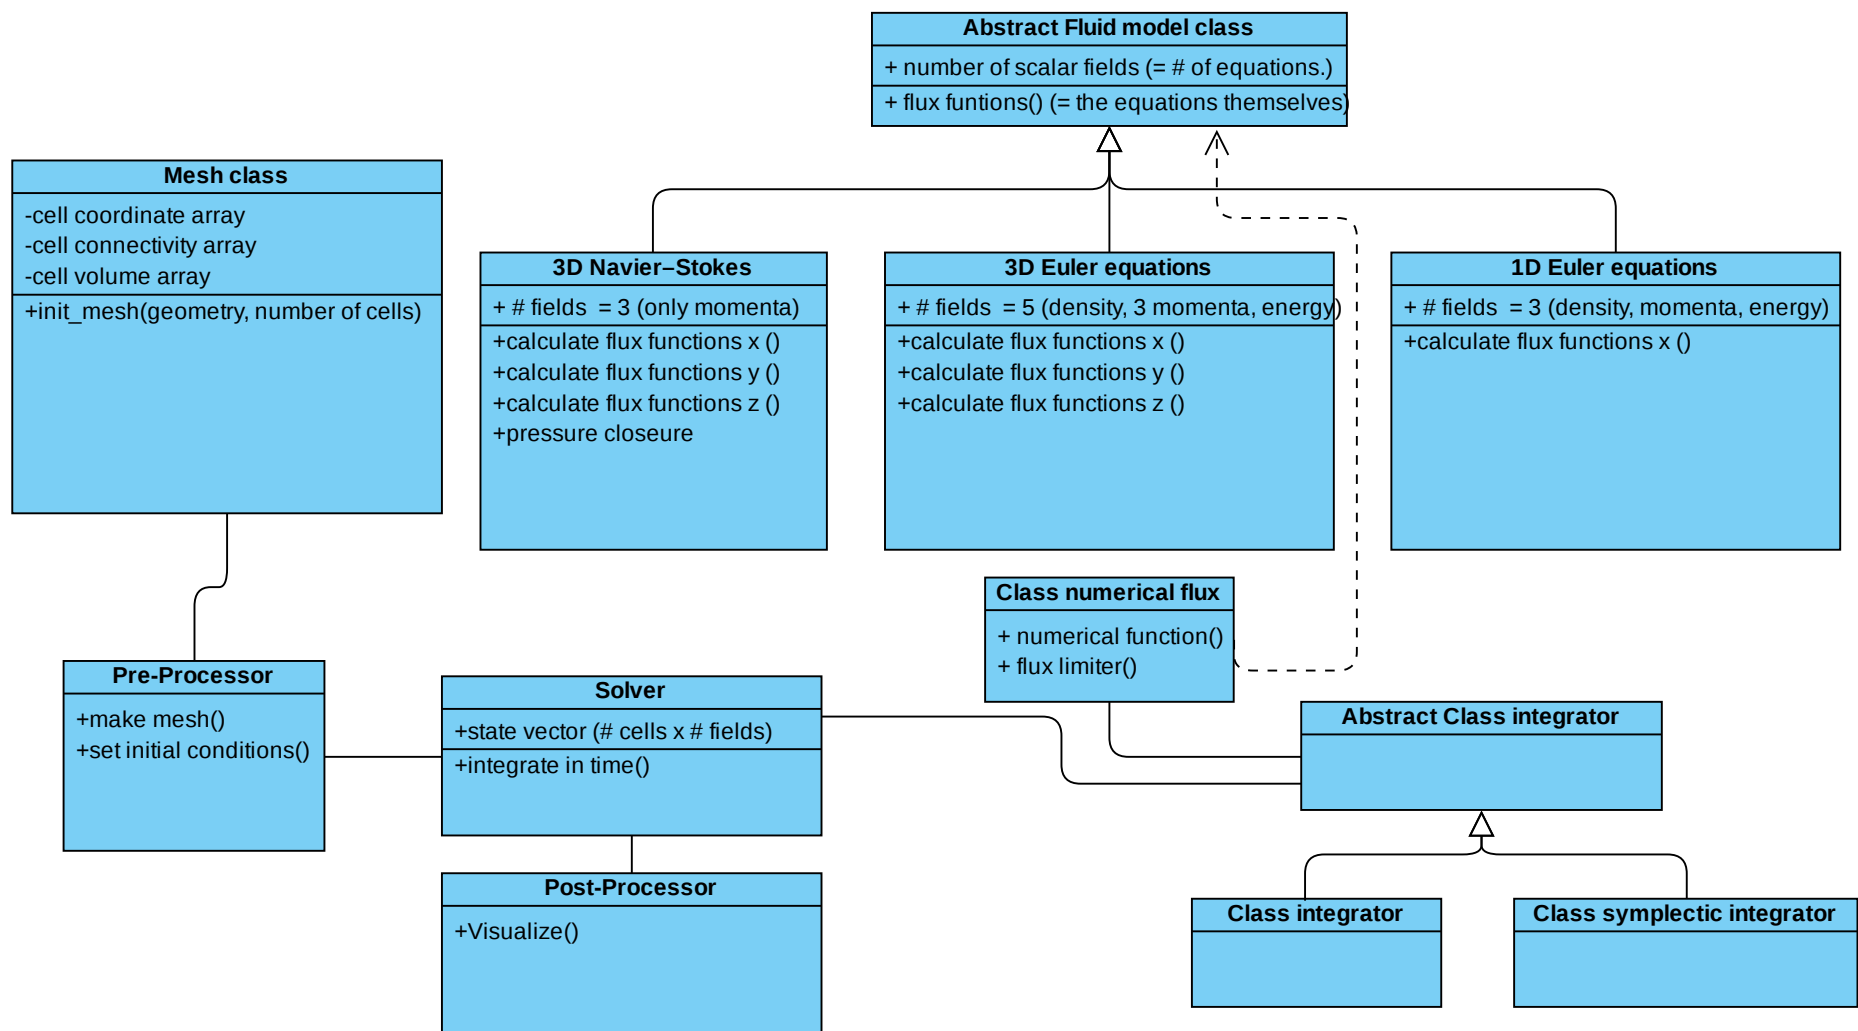 Abstract Fluid model class
+ number of scalar fields (= # of equations.)
+ flux funtions() (= the equations themselves)
Mesh class
-cell coordinate array
-cell connectivity array
-cell volume array
+init_mesh(geometry, number of cells)
3D Navier–Stokes
+ # fields  = 3 (only momenta)
+calculate flux functions x ()
+calculate flux functions y ()
+calculate flux functions z ()
+pressure closeure
3D Euler equations
+ # fields  = 5 (density, 3 momenta, energy)
+calculate flux functions x ()
+calculate flux functions y ()
+calculate flux functions z ()
1D Euler equations
+ # fields  = 3 (density, momenta, energy)
+calculate flux functions x ()
Class numerical flux
+ numerical function()
+ flux limiter()
Pre-Processor
+make mesh()
+set initial conditions()
Solver
+state vector (# cells x # fields)
+integrate in time()
Abstract Class integrator
Post-Processor
+Visualize()
Class integrator
Class symplectic integrator